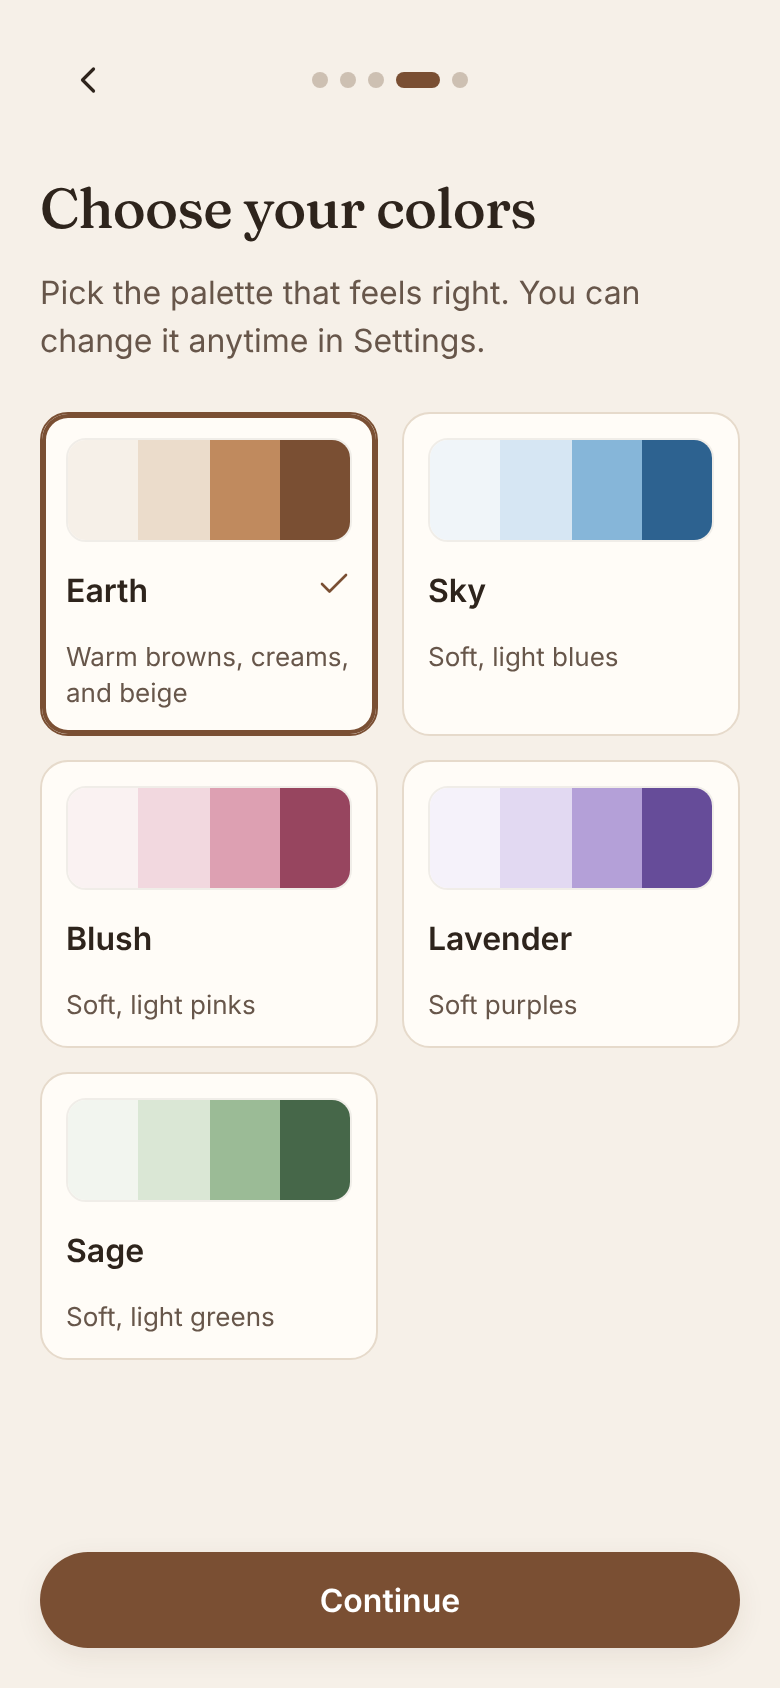 Choose your colors
Pick the palette that feels right. You can
change it anytime in Settings.
Earth
Warm browns, creams,
and beige
Sky
Soft, light blues
Blush
Soft, light pinks
Lavender
Soft purples
Sage
Soft, light greens
Continue